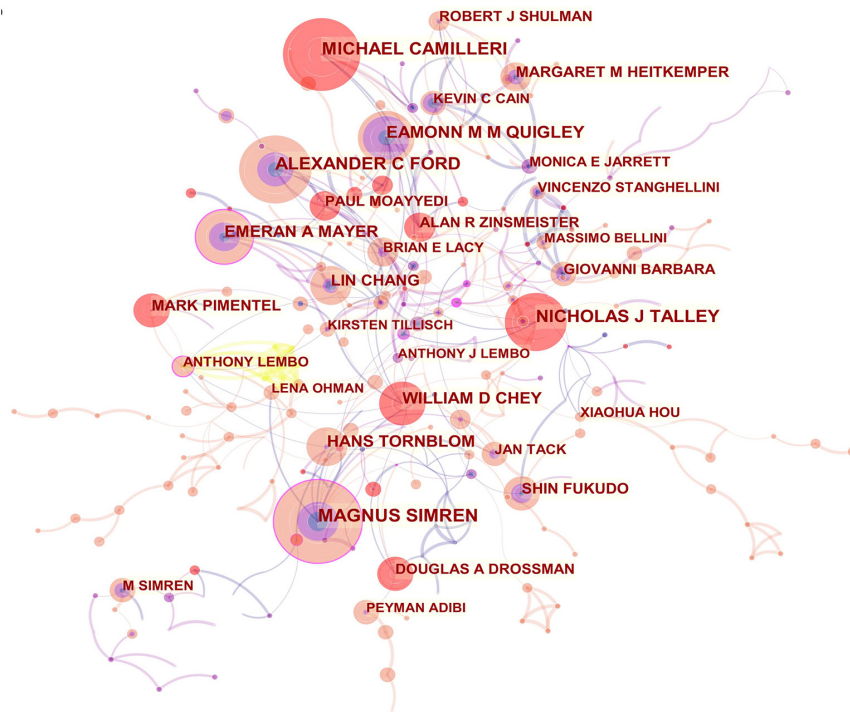 ROBERT J SHULMAN
MICHAEL CAMILLERI
MARGARET M HEITKEMPER
KEVIN C CAIN
EAMONN M M QUIGLEY
ALEXANDER C FORD
MONICA E JARRETT
VINCENZO STANGHELLINI
PAUL MOAYYEDI
ALAN R ZINSMEISTER
EMERAN A MAYER
MASSIMO BELLINI
BRIAN E LACY
GIOVANNI BARBARA
LIN CHANG
MARK PIMENTEL
NICHOLAS J TALLEY
KIRSTEN TILLISCH
ANTHONY J LEMBO
ANTHONY LEMBO
LENA OHMAN
WILLIAM D CHEY
XIAOHUA HOU
HANS TORNBLOM
JAN TACK
SHIN FUKUDO
MAGNUS SIMREN
DOUGLAS A DROSSMAN
M SIMREN
PEYMAN ADIBI